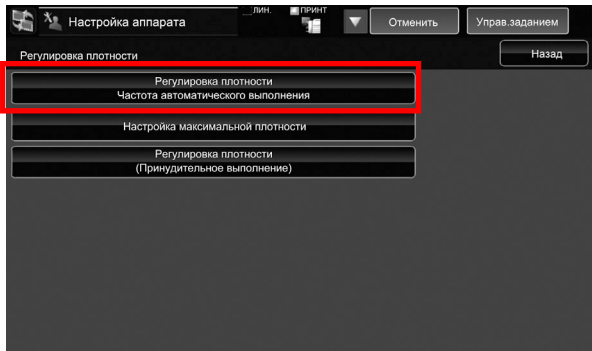 Настройка аппарата
ЛИН.
ПРИНТ
Отменить
Управ.заданием
Регулировка плотности
Назад
Регулировка плотности
Частота автоматического выполнения
Настройка максимальной плотности
Регулировка плотности
(Принудительное выполнение)